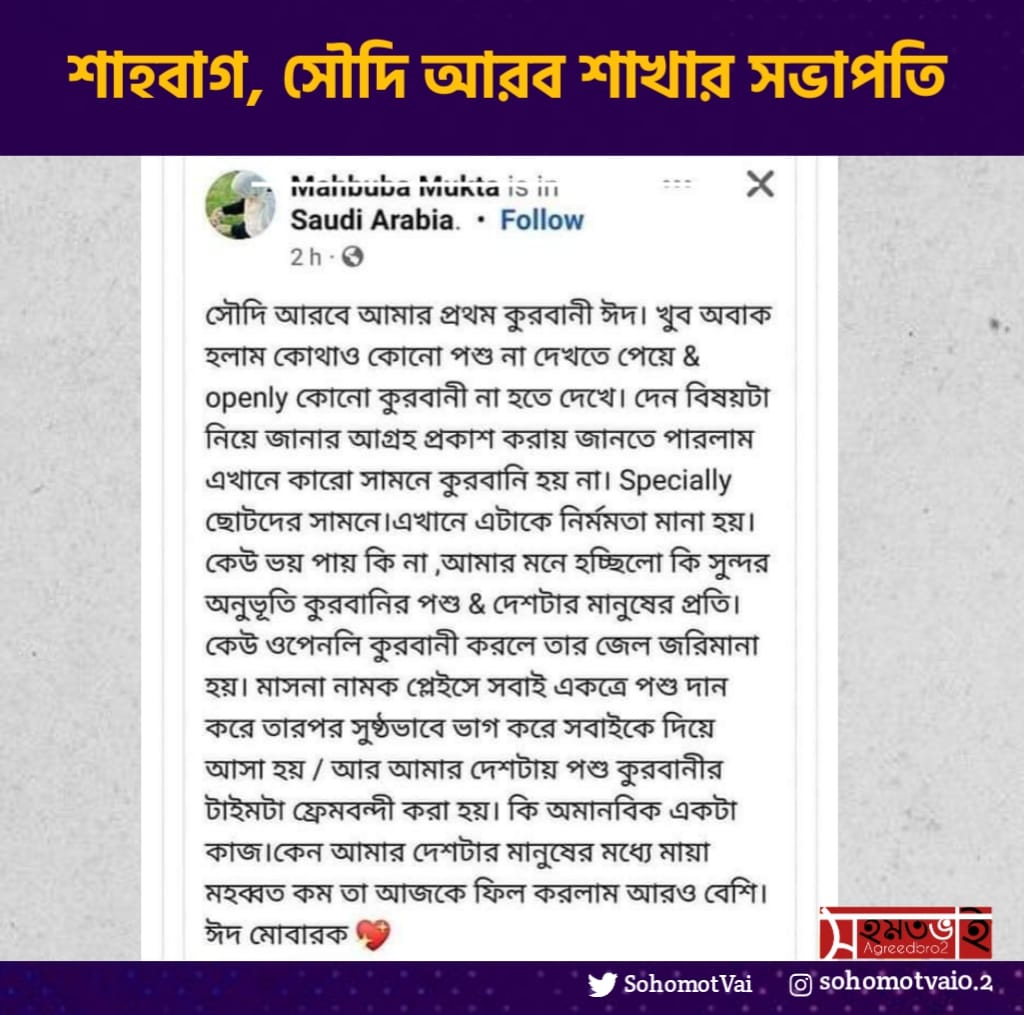 শাহবাগ, সৌদি আরব শাখার সভাপতি
Mahbuba Mukta is in
Saudi Arabia. · Follow
2 h ·
সৌদি আরবে আমার প্রথম কুরবানী ঈদ। খুব অবাক
হলাম কোথাও কোনো পশু না দেখতে পেয়ে &
openly কোনো কুরবানী না হতে দেখে। দেন বিষয়টা
নিয়ে জানার আগ্রহ প্রকাশ করায় জানতে পারলাম
এখানে কারো সামনে কুরবানি হয় না। Specially
ছোটদের সামনে।এখানে এটাকে নির্মমতা মানা হয়।
কেউ ভয় পায় কি না ,আমার মনে হচ্ছিলো কি সুন্দর
অনুভূতি কুরবানির পশু & দেশটার মানুষের প্রতি।
কেউ ওপেনলি কুরবানী করলে তার জেল জরিমানা
হয়। মাসনা নামক প্লেইসে সবাই একত্রে পশু দান
করে তারপর সুষ্ঠভাবে ভাগ করে সবাইকে দিয়ে
আসা হয় / আর আমার দেশটায় পশু কুরবানীর
টাইমটা ফ্রেমবন্দী করা হয়। কি অমানবিক একটা
কাজ।কেন আমার দেশটার মানুষের মধ্যে মায়া
মহব্বত কম তা আজকে ফিল করলাম আরও বেশি।
ঈদ মোবারক 💖
সহমতভাই
Agreedbro2
SohomotVai
sohomotvai0.2